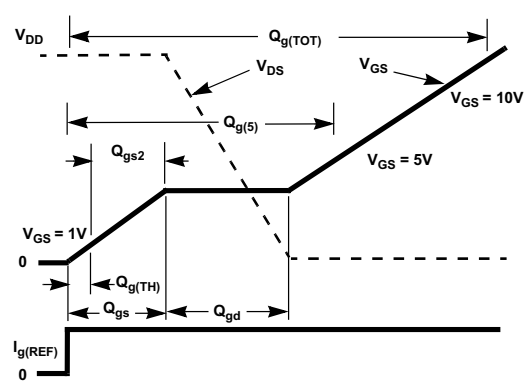 V_DD
Q_g(TOT)
V_DS
V_GS
V_GS = 10V
Q_g(5)
Q_gs2
V_GS = 5V
V_GS = 1V
0
Q_g(TH)
Q_gs
Q_gd
I_g(REF)
0